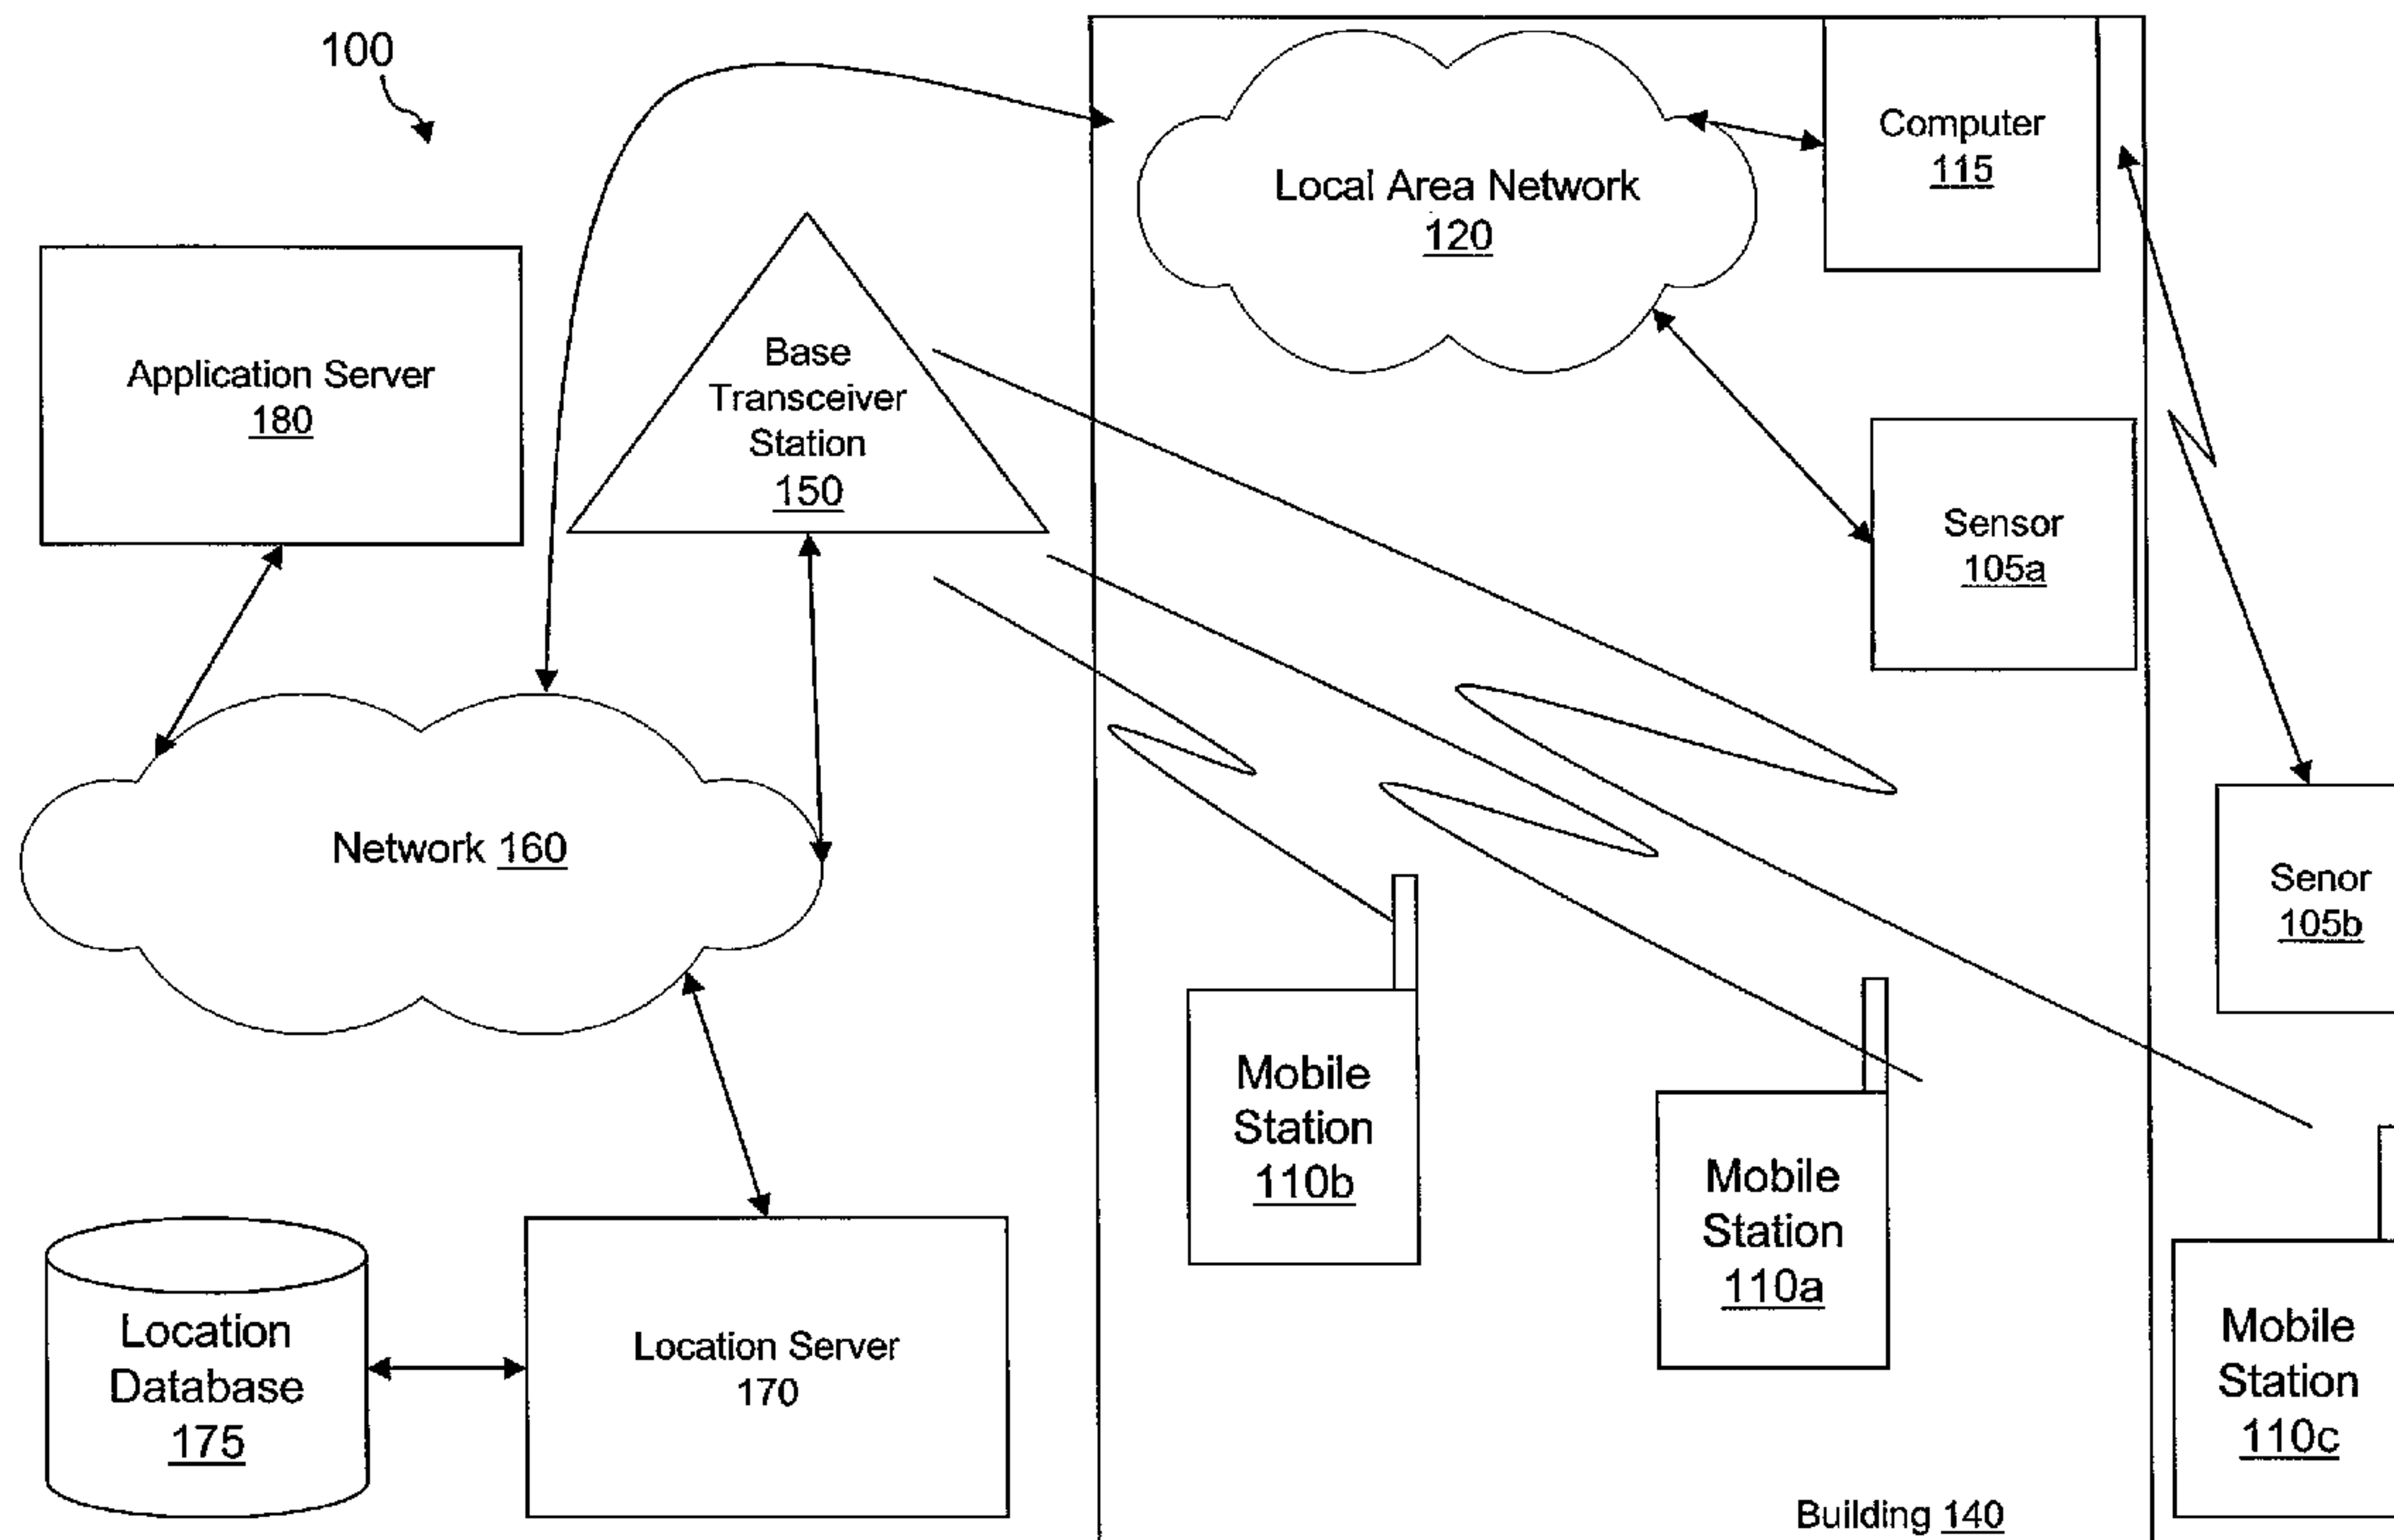 100
Computer
115
Local Area Network
120
Application Server
180
Base
Transceiver
Station
150
Sensor
105a
Network 160
Senor
105b
Mobile
Station
110b
Mobile
Station
110a
Mobile
Station
110c
Location
Database
175
Location Server
170
Building 140